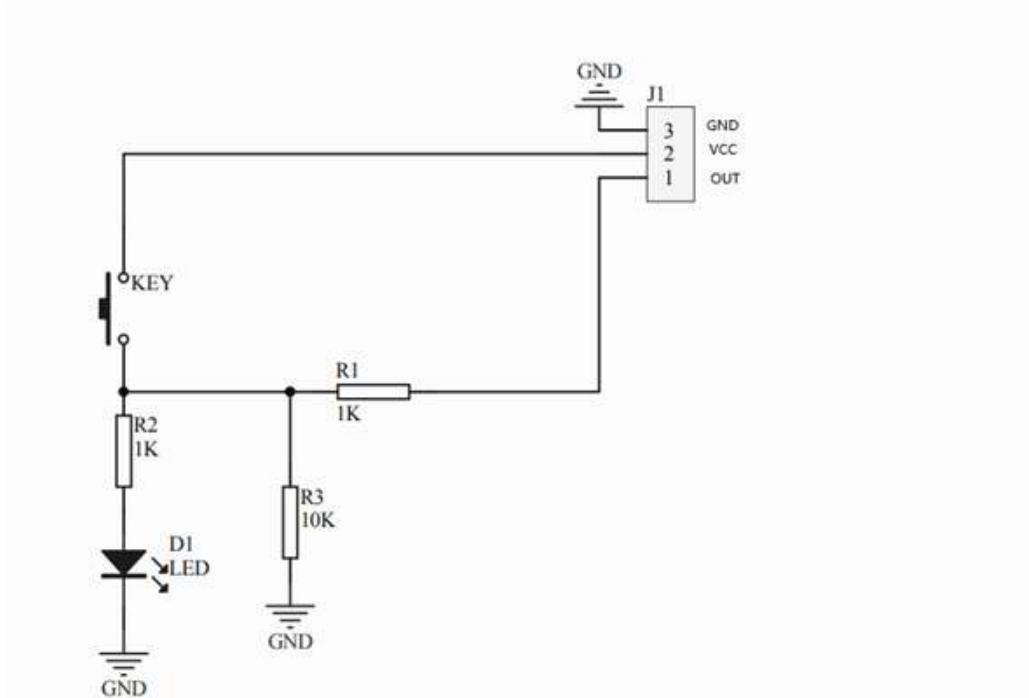 GND
J1
3 GND
2 VCC
1 OUT
KEY
R1
1K
R2
1K
R3
10K
D1
LED
GND
GND